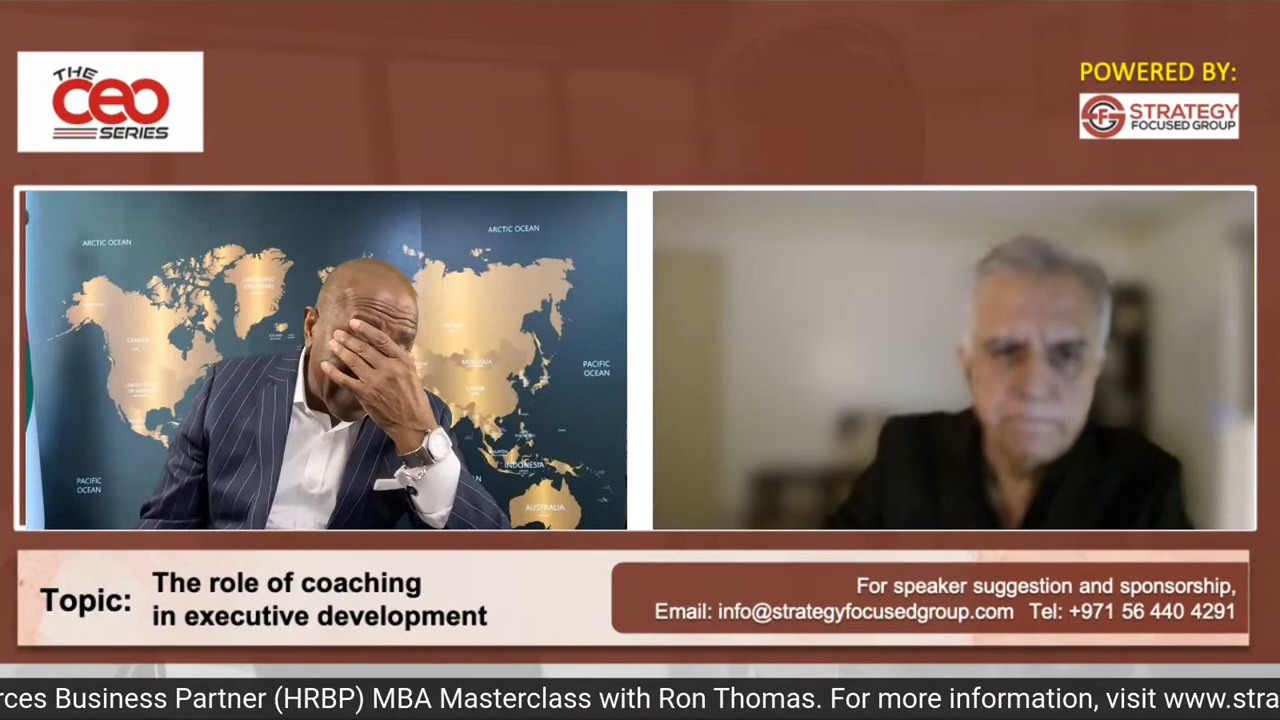 THE
CEO
SERIES
POWERED BY:
STRATEGY
FOCUSED GROUP
ARCTIC OCEAN
ARCTIC OCEAN
CANADA
MONGOLIA
CHINA
PACIFIC
OCEAN
INDONESIA
PACIFIC
OCEAN
AUSTRALIA
Topic:
The role of coaching
in executive development
For speaker suggestion and sponsorship,
Email: info@strategyfocusedgroup.com Tel: +971 56 440 4291
rces Business Partner (HRBP) MBA Masterclass with Ron Thomas. For more information, visit www.stra